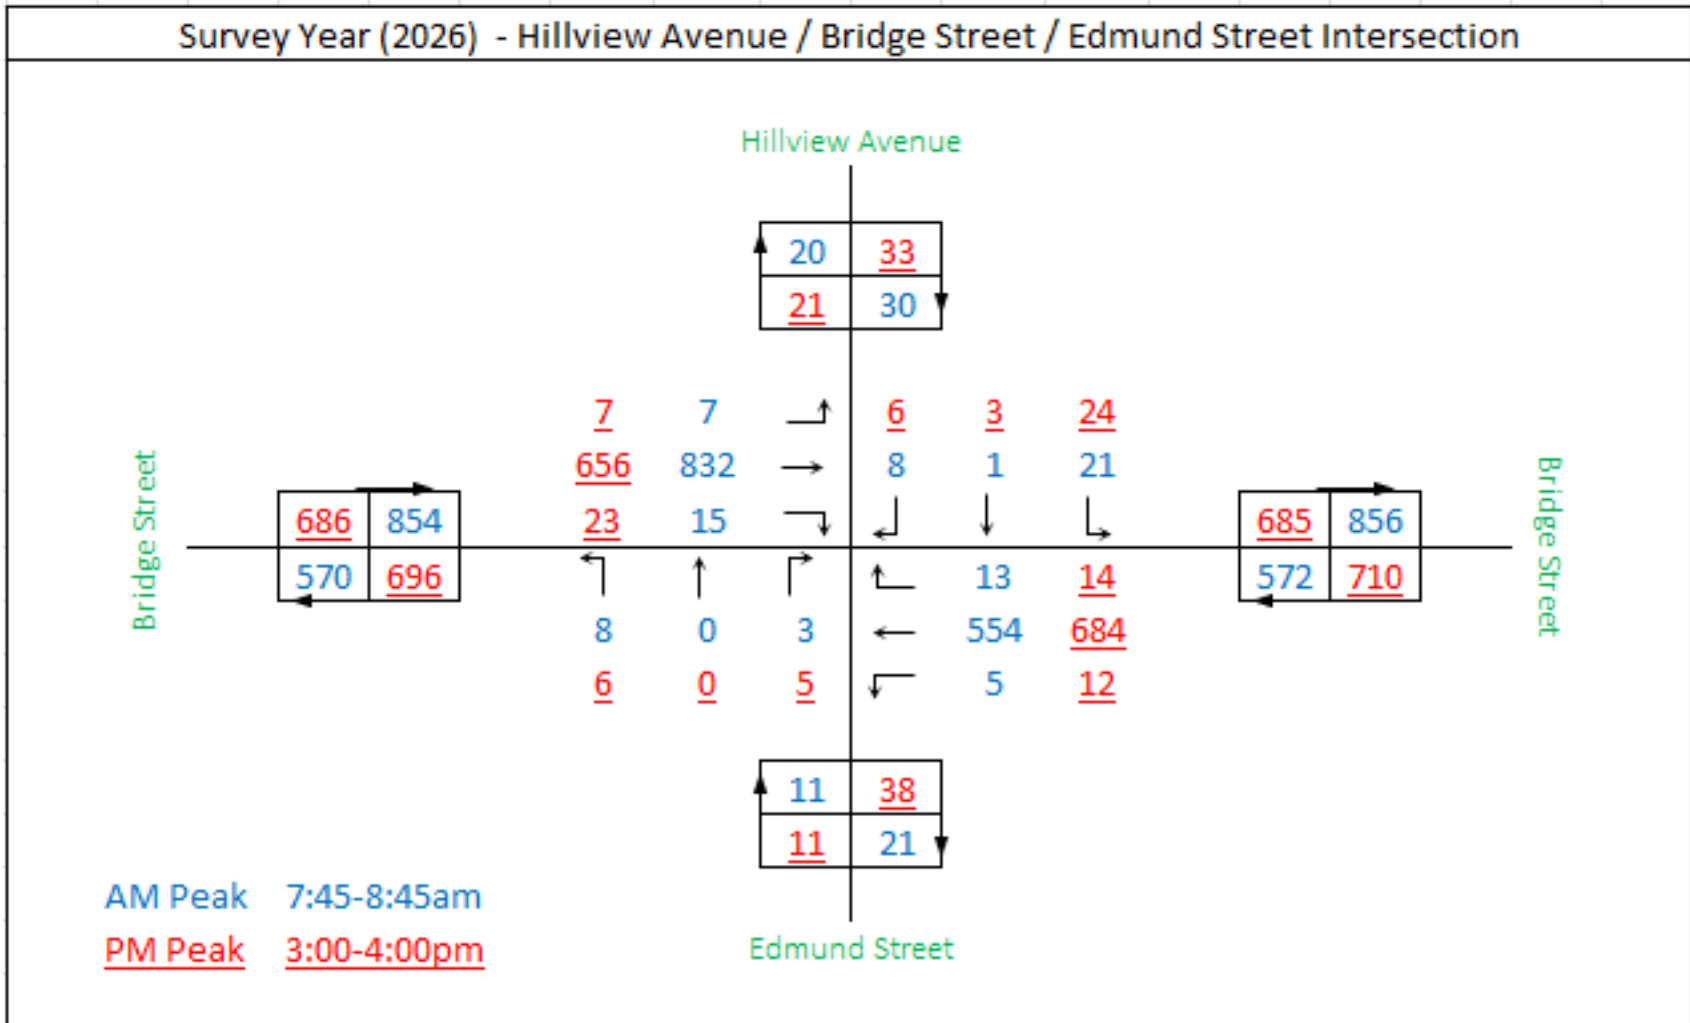 Survey Year (2026)  - Hillview Avenue / Bridge Street / Edmund Street Intersection
Hillview Avenue
20 33
21 30
7 7 6 3 24
656 832 8 1 21
23 15
Bridge Street
686 854
570 696
685 856
572 710
Bridge Street
13 14
8 0 3 554 684
6 0 5 5 12
11 38
11 21
AM Peak 7:45-8:45am
PM Peak 3:00-4:00pm
Edmund Street